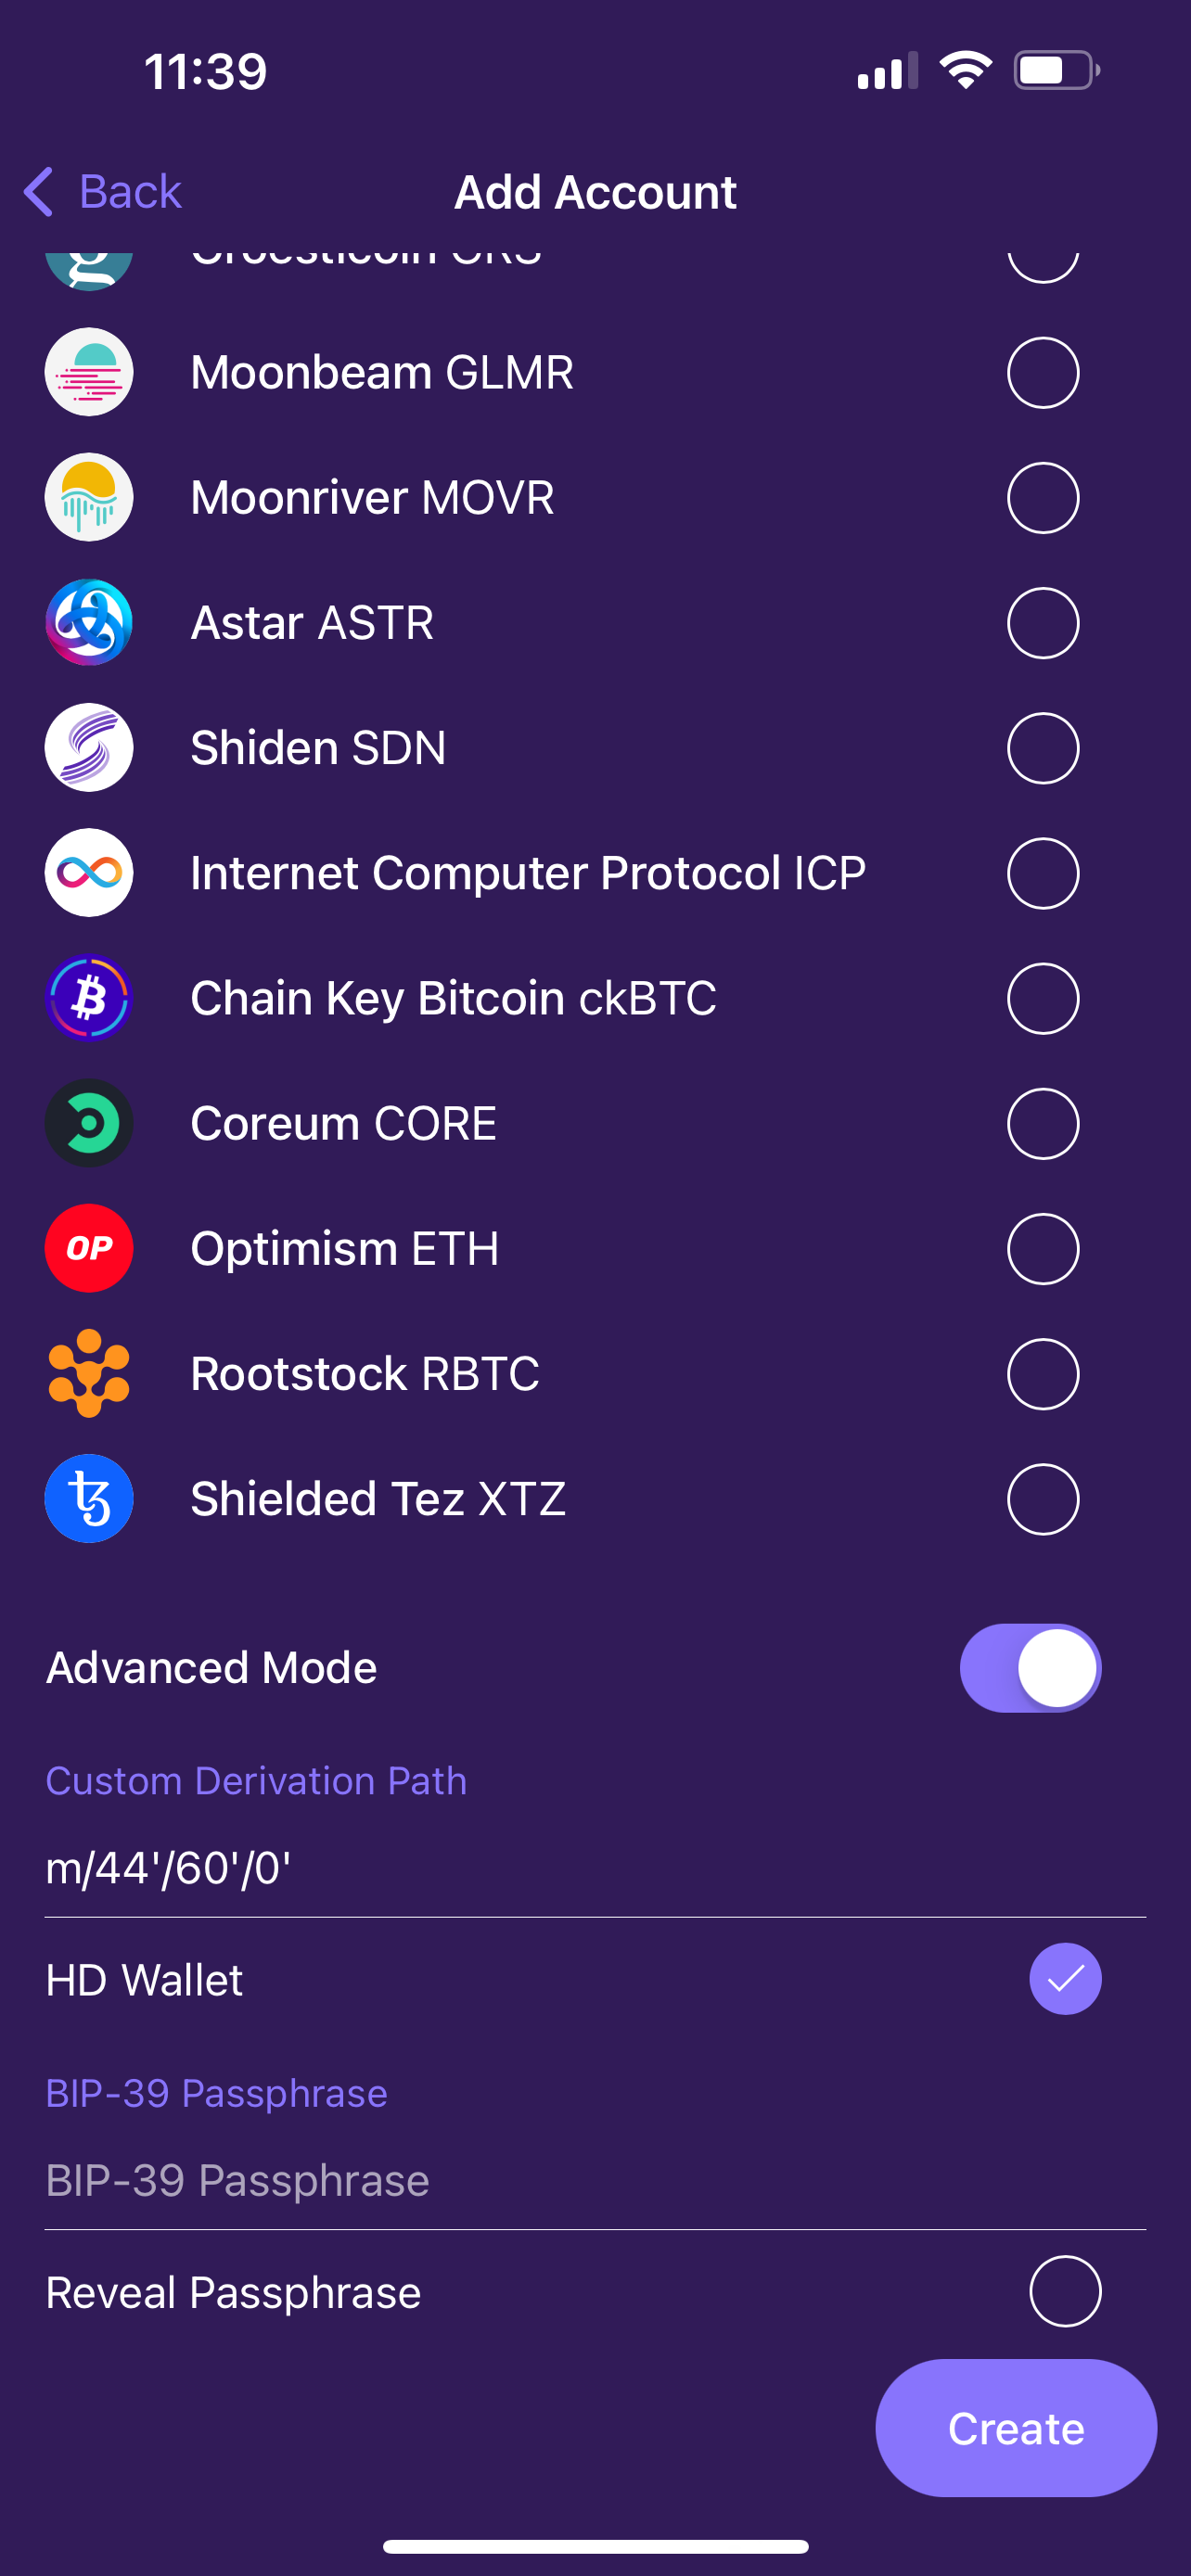 11:39
Back
Add Account
Groestlcoin GRS
Moonbeam GLMR
Moonriver MOVR
Astar ASTR
Shiden SDN
Internet Computer Protocol ICP
Chain Key Bitcoin ckBTC
Coreum CORE
OP
Optimism ETH
Rootstock RBTC
Shielded Tez XTZ
Advanced Mode
Custom Derivation Path
m/44'/60'/0'
HD Wallet
BIP-39 Passphrase
BIP-39 Passphrase
Reveal Passphrase
Create